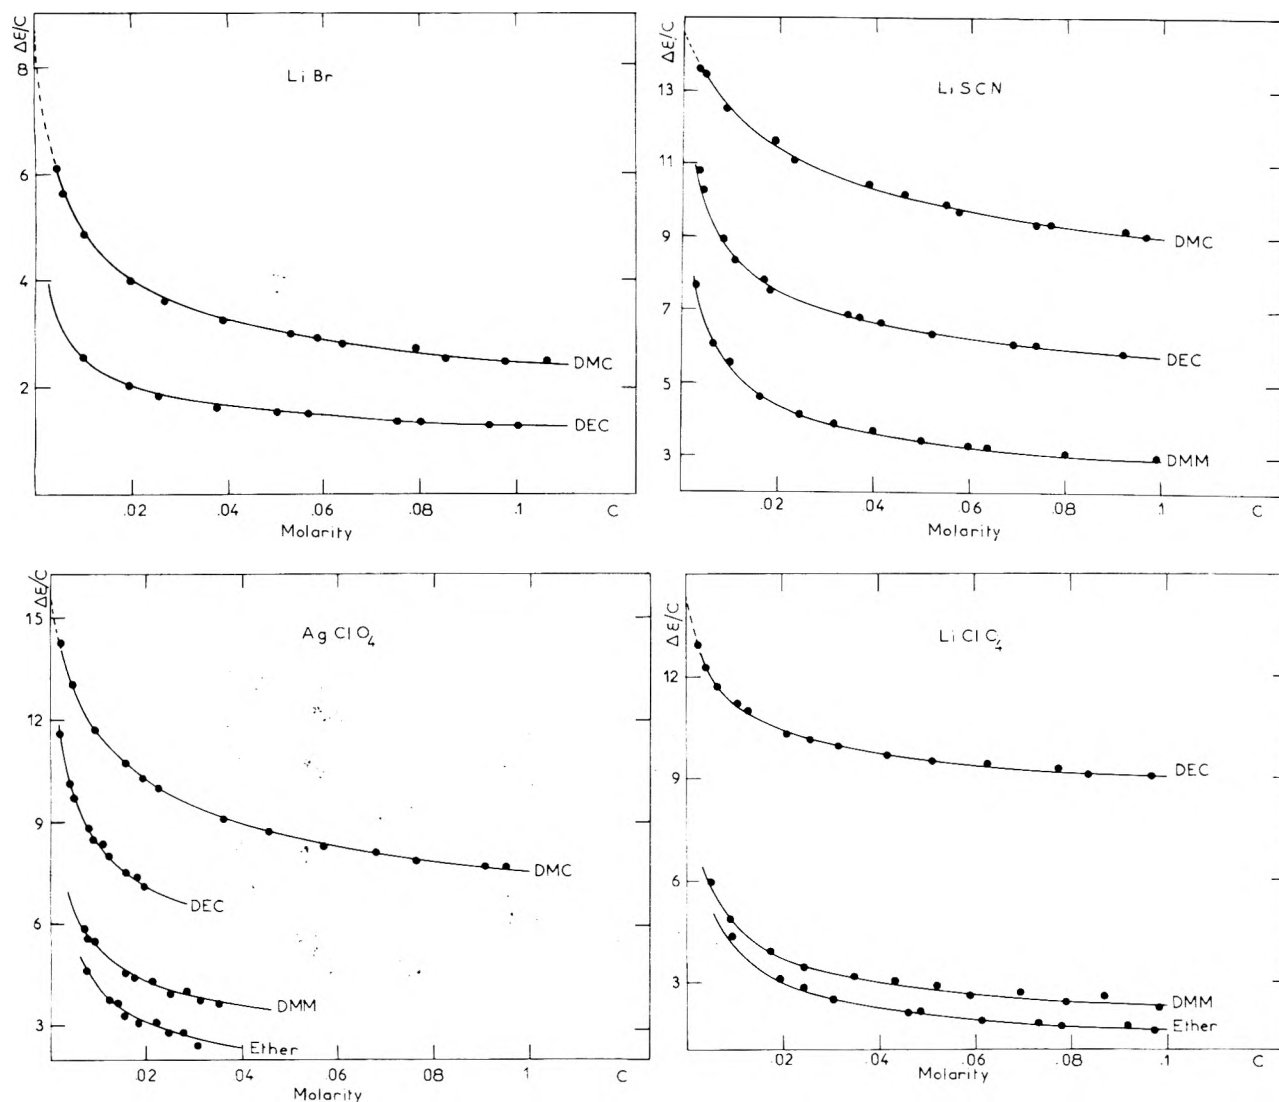 ΔE/C
8
6
4
2
Li Br
DMC
DEC
.02
.04
.06
.08
.1
C
Molarity
ΔE/C
13
11
9
7
5
3
Li SCN
DMC
DEC
DMM
.02
.04
.06
.08
.1
C
Molarity
ΔE/C
15
12
9
6
3
Ag ClO4
DMC
DEC
DMM
Ether
.02
.04
.06
.08
.1
C
Molarity
ΔE/C
12
9
6
3
Li ClC4
DEC
DMM
Ether
.02
.04
.06
.08
.1
C
Molarity